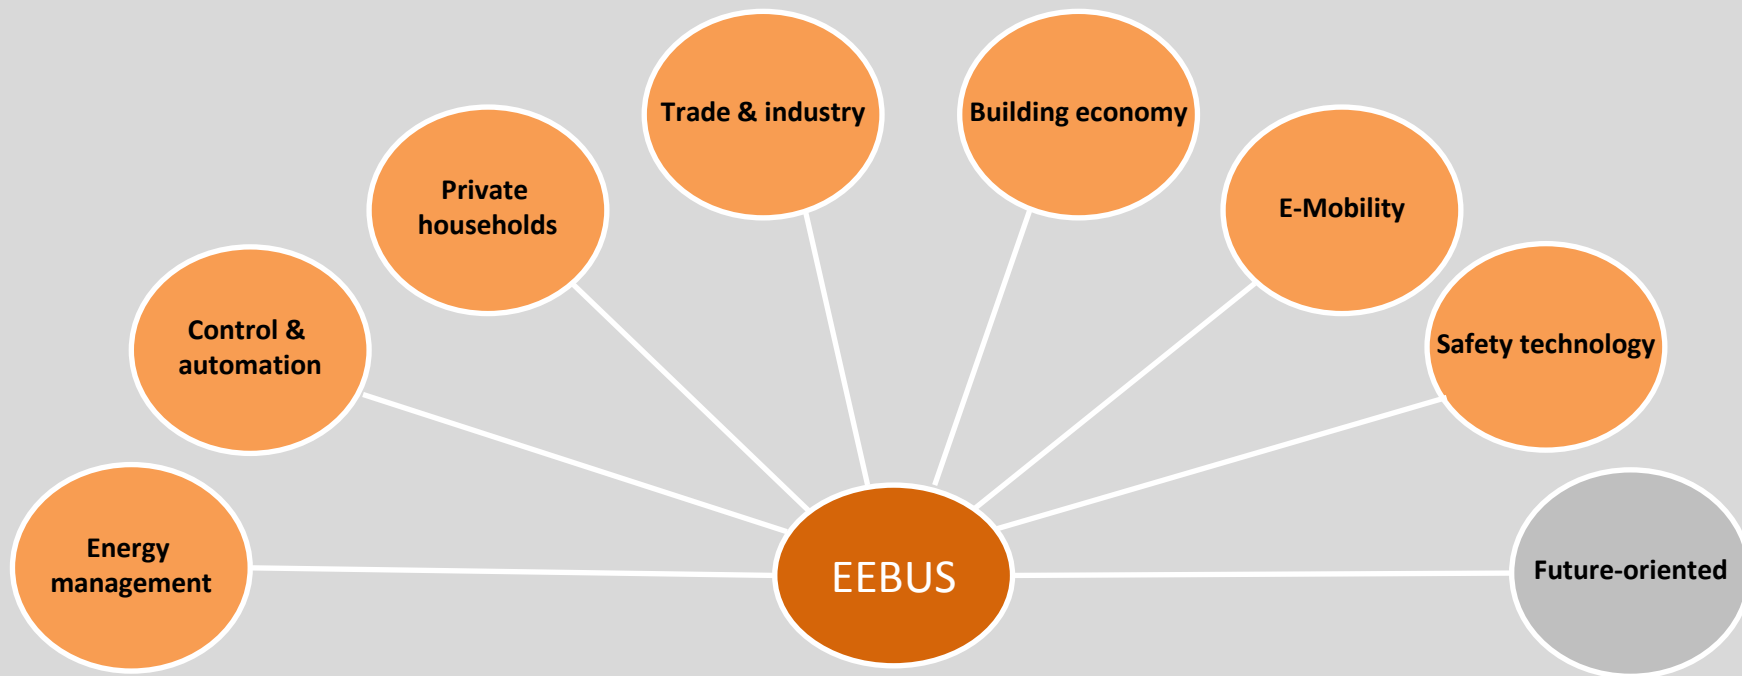 Trade & industry
Building economy
Private
households
E-Mobility
Control &
automation
Safety technology
Energy
management
EEBUS
Future-oriented